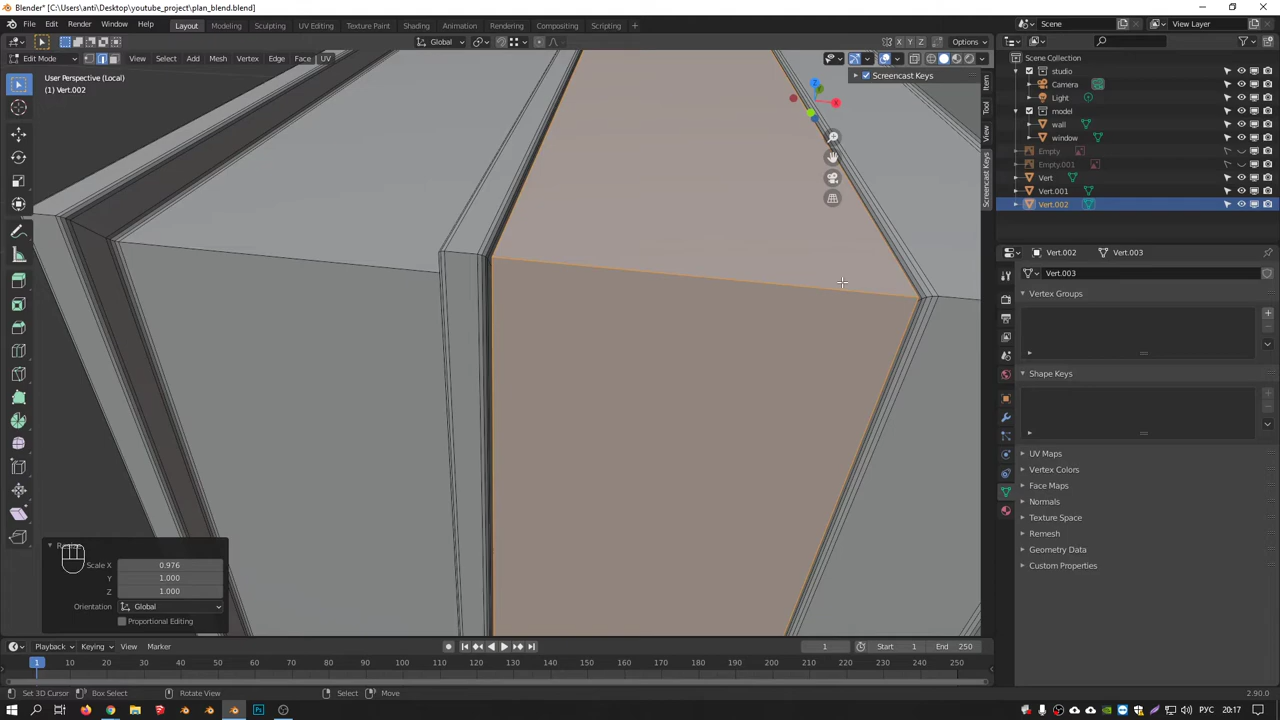 Blender* [C:\Users\anti\Desktop\youtube_project\plan_blend.blend]
File Edit Render Window Help Layout Modeling Sculpting UV Editing Texture Paint Shading Animation Rendering Compositing Scripting + Scene View Layer
Global X Y Z Options
Edit Mode View Select Add Mesh Vertex Edge Face UV
User Perspective (Local)
(1) Vert.002
Screencast Keys
Z
X
Item
Tool
View
Screencast Keys
Scene Collection
studio
Camera
Light
model
wall
window
Empty
Empty.001
Vert
Vert.001
Vert.002
Vert.002 Vert.003
Vert.003
Vertex Groups
Shape Keys
UV Maps
Vertex Colors
Face Maps
Normals
Texture Space
Remesh
Geometry Data
Custom Properties
Scale X 0.976
Y 1.000
Z 1.000
Orientation Global
Proportional Editing
Playback Keying View Marker 1 Start 1 End 250
1 10 20 30 40 50 60 70 80 90 100 110 120 130 140 150 160 170 180 190 200 210 220 230 240 250
Set 3D Cursor Box Select Rotate View Select Move 2.90.0
РУС 20:17